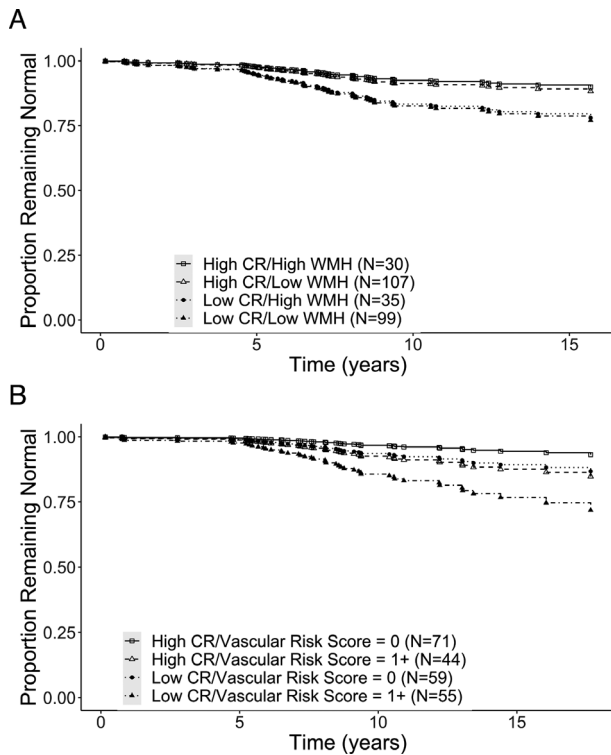 A
Proportion Remaining Normal
1.00
0.75
0.50
0.25
0.00
High CR/High WMH (N=30)
High CR/Low WMH (N=107)
Low CR/High WMH (N=35)
Low CR/Low WMH (N=99)
0 5 10 15
Time (years)
B
Proportion Remaining Normal
1.00
0.75
0.50
0.25
0.00
High CR/Vascular Risk Score = 0 (N=71)
High CR/Vascular Risk Score = 1+ (N=44)
Low CR/Vascular Risk Score = 0 (N=59)
Low CR/Vascular Risk Score = 1+ (N=55)
0 5 10 15
Time (years)